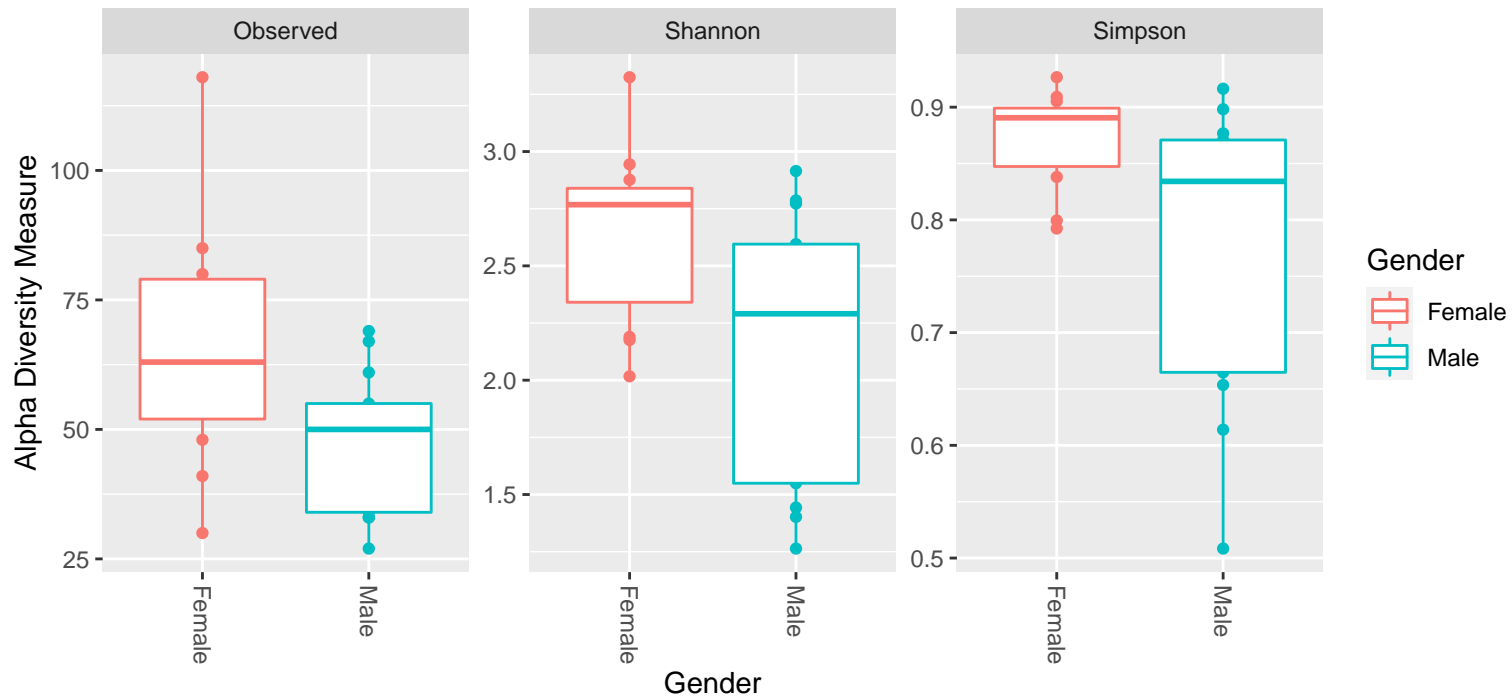 Observed
Shannon
Simpson
Alpha Diversity Measure
100
75
50
25
3.0
2.5
2.0
1.5
0.9
0.8
0.7
0.6
0.5
Female
Male
Female
Male
Female
Male
Gender
Gender
Female
Male